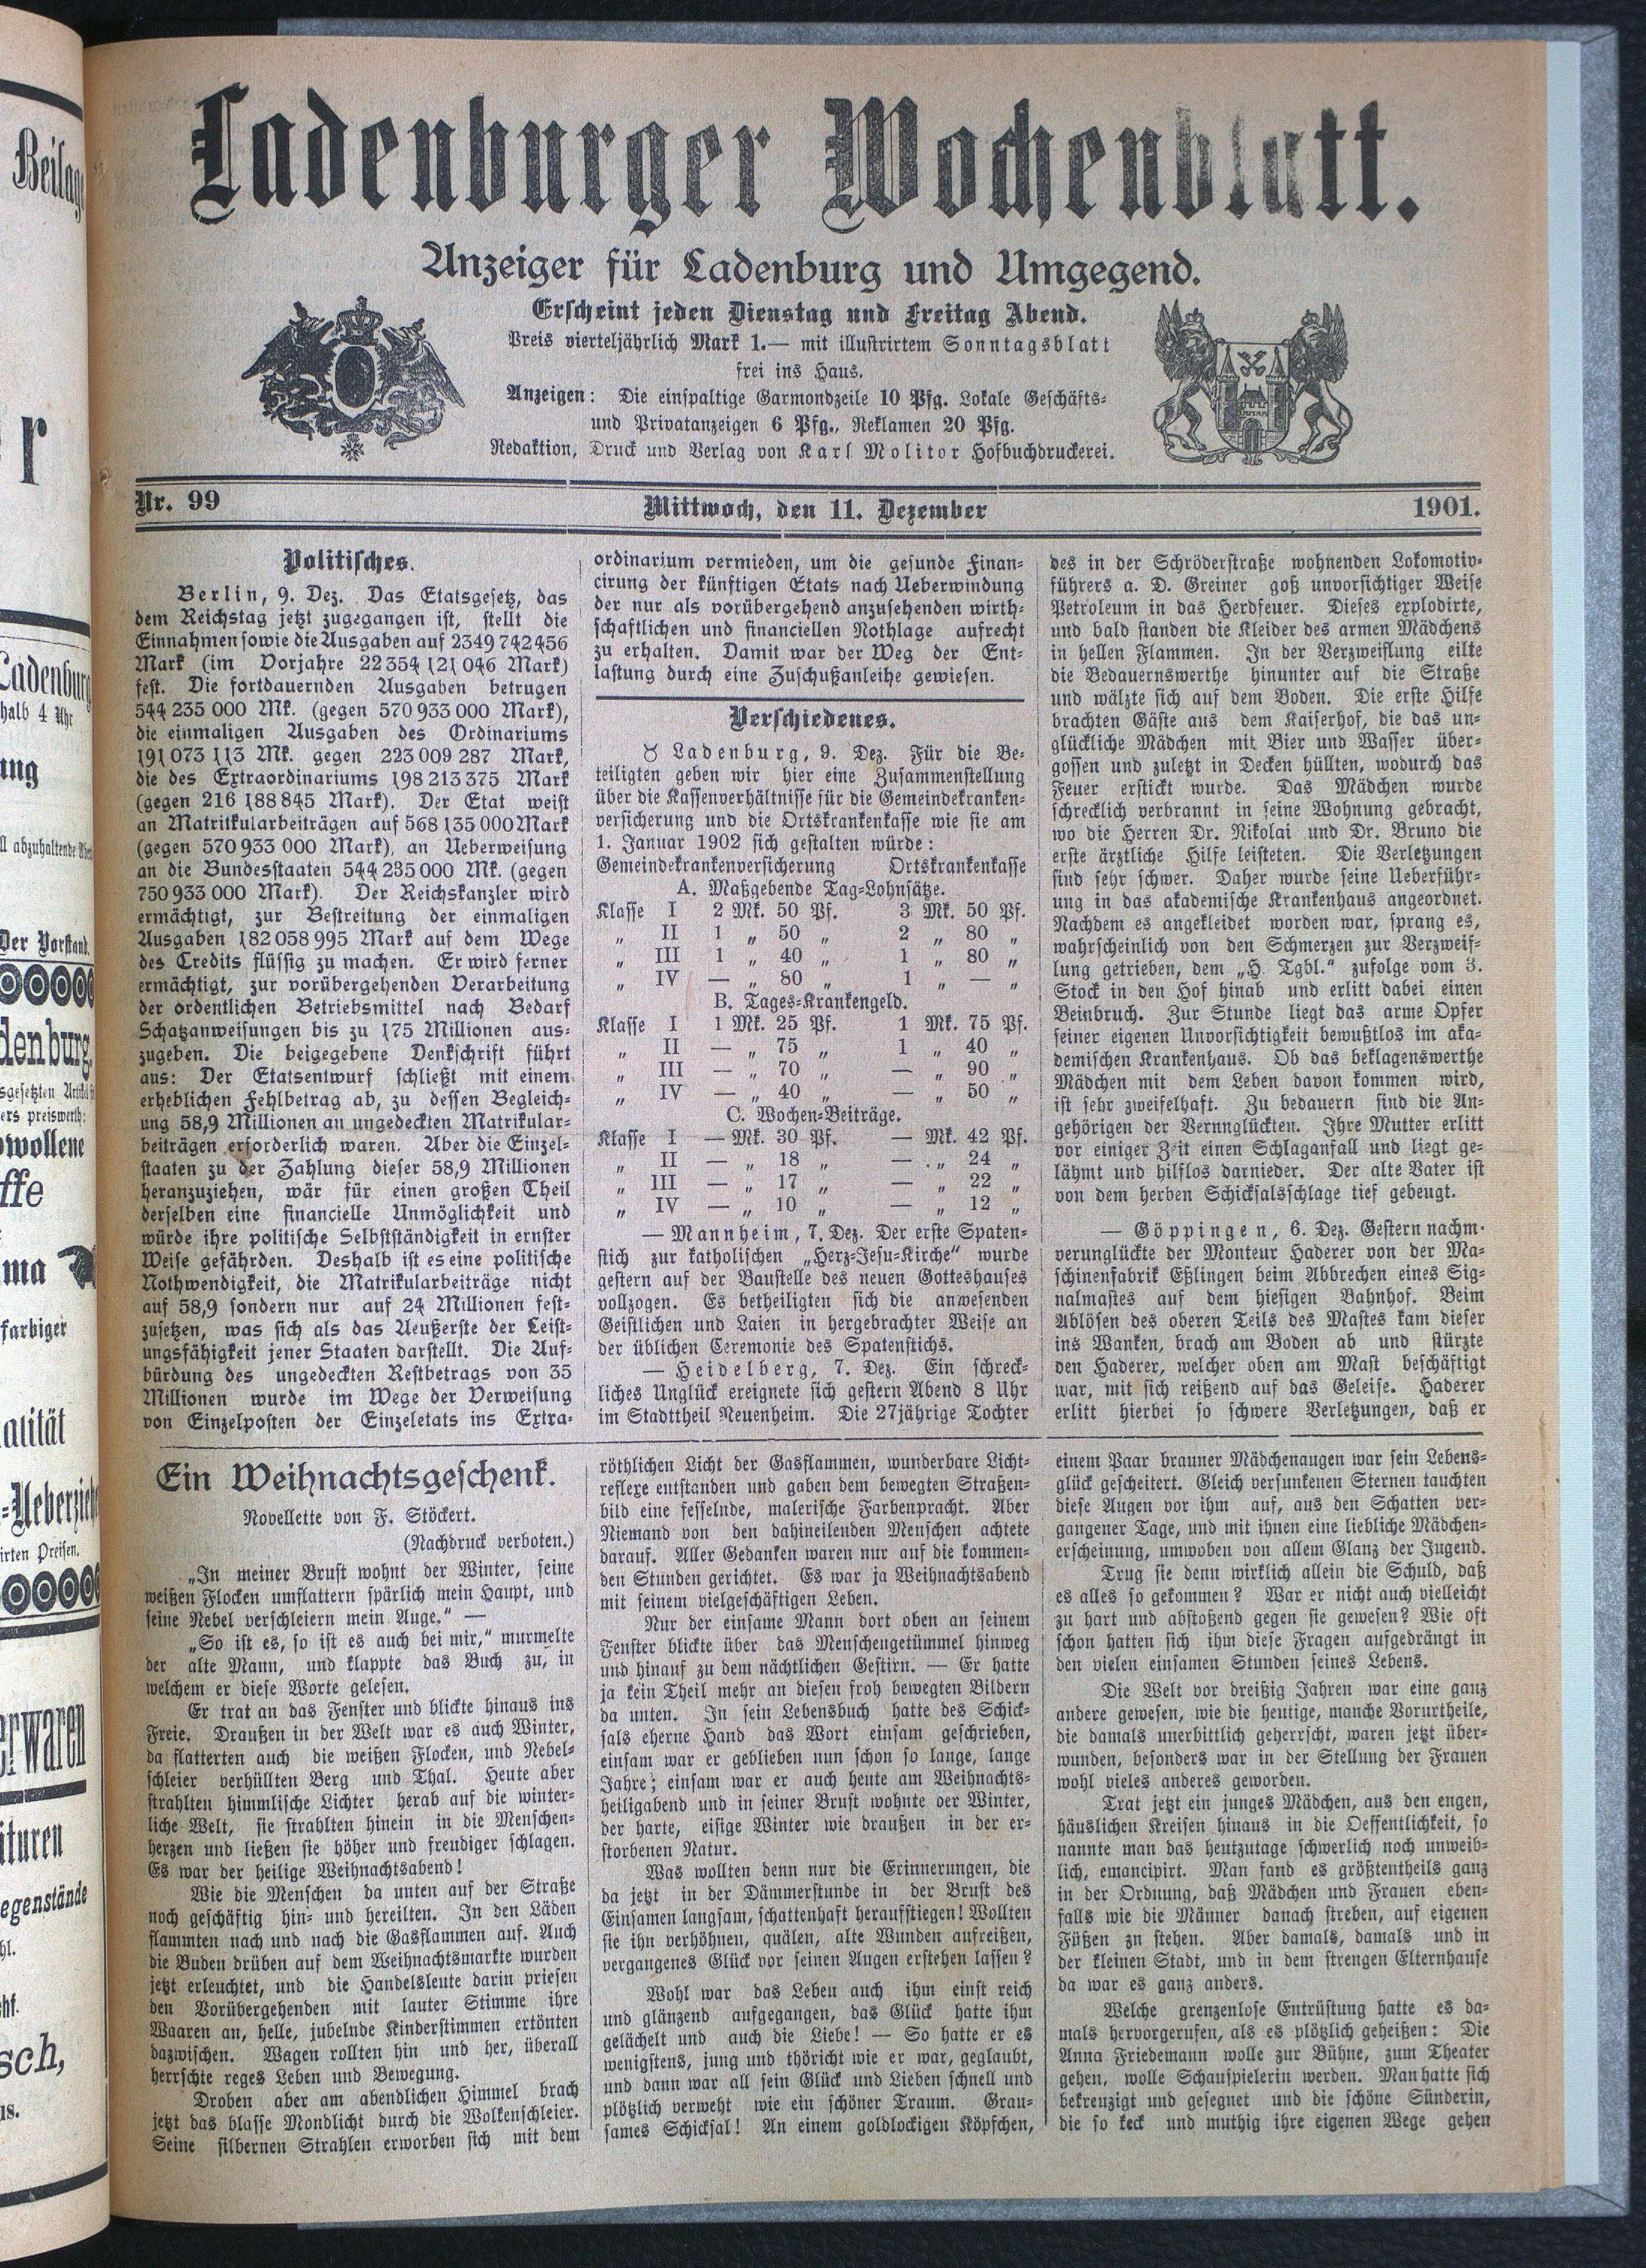 Ladenburger Wochenblatt.
Anzeiger für Ladenburg und Umgegend.
Erscheint jeden Dienstag und Freitag Abend.
Preis vierteljährlich Mark 1.— mit illustrirtem Sonntagsblatt
frei ins Haus.
Anzeigen: Die einspaltige Garmondzeile 10 Pfg. Lokale Geschäfts-
und Privatanzeigen 6 Pfg., Reklamen 20 Pfg.
Redaktion, Druck und Verlag von Karl Molitor Hofbuchdruckerei.
Nr. 99 Mittwoch, den 11. Dezember 1901.
Politisches.
Berlin, 9. Dez. Das Etatsgesetz, das
dem Reichstag jetzt zugegangen ist, stellt die
Einnahmen sowie die Ausgaben auf 2349 742456
Mark (im Vorjahre 22354 121 046 Mark)
fest. Die fortdauernden Ausgaben betrugen
544 235 000 Mk. (gegen 570 933 000 Mark),
die einmaligen Ausgaben des Ordinariums
191 073 113 Mk. gegen 223 009 287 Mark,
die des Extraordinariums 198 213 375 Mark
(gegen 216 188 845 Mark). Der Etat weist
an Matritkularbeiträgen auf 568 135 000 Mark
(gegen 570 933 000 Mark), an Ueberweisung
an die Bundesstaaten 544 235 000 Mk. (gegen
750 933 000 Mark). Der Reichskanzler wird
ermächtigt, zur Bestreitung der einmaligen
Ausgaben 182 058 995 Mark auf dem Wege
des Credits flüssig zu machen. Er wird ferner
ermächtigt, zur vorübergehenden Verarbeitung
der ordentlichen Betriebsmittel nach Bedarf
Schatzanweisungen bis zu 175 Millionen aus-
zugeben. Die beigegebene Denkschrift führt
aus: Der Etatsentwurf schließt mit einem
erheblichen Fehlbetrag ab, zu dessen Begleich-
ung 58,9 Millionen an ungedeckten Matrikular-
beiträgen erforderlich waren. Aber die Einzel-
staaten zu der Zahlung dieser 58,9 Millionen
heranzuziehen, wär für einen großen Theil
derselben eine financielle Unmöglichkeit und
würde ihre politische Selbstständigkeit in ernster
Weise gefährden. Deshalb ist es eine politische
Nothwendigkeit, die Matrikularbeiträge nicht
auf 58,9 sondern nur auf 24 Millionen fest-
zusetzen, was sich als das Aeußerste der Leist-
ungsfähigkeit jener Staaten darstellt. Die Auf-
bürdung des ungedeckten Restbetrags von 35
Millionen wurde im Wege der Verweisung
von Einzelposten der Einzeletats ins Extra-
ordinarium vermieden, um die gesunde Finan-
cirung der künftigen Etats nach Ueberwindung
der nur als vorübergehend anzusehenden wirth-
schaftlichen und financiellen Nothlage aufrecht
zu erhalten. Damit war der Weg der Ent-
lastung durch eine Zuschußanleihe gewiesen.
Verschiedenes.
Ladenburg, 9. Dez. Für die Be-
teiligten geben wir hier eine Zusammenstellung
über die Kassenverhältnisse für die Gemeindekranken-
versicherung und die Ortskrankenkasse wie sie am
1. Januar 1902 sich gestalten würde:
Gemeindekrankenversicherung Ortskrankenkasse
A. Maßgebende Tag-Lohnsätze.
Klasse I 2 Mk. 50 Pf. 3 Mk. 50 Pf.
„ II 1 „ 50 „ 2 „ 80 „
„ III 1 „ 40 „ 1 „ 80 „
„ IV — „ 80 „ 1 „ — „
B. Tages-Krankengeld.
Klasse I 1 Mk. 25 Pf. 1 Mk. 75 Pf.
„ II — „ 75 „ 1 „ 40 „
„ III — „ 70 „ — „ 90 „
„ IV — „ 40 „ — „ 50 „
C. Wochen-Beiträge.
Klasse I — Mk. 30 Pf. — Mk. 42 Pf.
„ II — „ 18 „ — „ 24 „
„ III — „ 17 „ — „ 22 „
„ IV — „ 10 „ — „ 12 „
— Mannheim, 7. Dez. Der erste Spaten-
stich zur katholischen „Herz-Jesu-Kirche“ wurde
gestern auf der Baustelle des neuen Gotteshauses
vollzogen. Es betheiligten sich die anwesenden
Geistlichen und Laien in hergebrachter Weise an
der üblichen Ceremonie des Spatenstichs.
— Heidelberg, 7. Dez. Ein schreck-
liches Unglück ereignete sich gestern Abend 8 Uhr
im Stadttheil Neuenheim. Die 27jährige Tochter
des in der Schröderstraße wohnenden Lokomotiv-
führers a. D. Greiner goß unvorsichtiger Weise
Petroleum in das Herdfeuer. Dieses explodirte,
und bald standen die Kleider des armen Mädchens
in hellen Flammen. In der Verzweiflung eilte
die Bedauernswerthe hinunter auf die Straße
und wälzte sich auf dem Boden. Die erste Hilfe
brachten Gäste aus dem Kaiserhof, die das un-
glückliche Mädchen mit Bier und Wasser über-
gossen und zuletzt in Decken hüllten, wodurch das
Feuer erstickt wurde. Das Mädchen wurde
schrecklich verbrannt in seine Wohnung gebracht,
wo die Herren Dr. Nikolai und Dr. Bruno die
erste ärztliche Hilfe leisteten. Die Verletzungen
sind sehr schwer. Daher wurde seine Ueberführ-
ung in das akademische Krankenhaus angeordnet.
Nachdem es angekleidet worden war, sprang es,
wahrscheinlich von den Schmerzen zur Verzweif-
lung getrieben, dem „H. Tgbl.“ zufolge vom 3.
Stock in den Hof hinab und erlitt dabei einen
Beinbruch. Zur Stunde liegt das arme Opfer
seiner eigenen Unvorsichtigkeit bewußtlos im aka-
demischen Krankenhaus. Ob das beklagenswerthe
Mädchen mit dem Leben davon kommen wird,
ist sehr zweifelhaft. Zu bedauern sind die An-
gehörigen der Vernnglückten. Ihre Mutter erlitt
vor einiger Zeit einen Schlaganfall und liegt ge-
lähmt und hilflos darnieder. Der alte Vater ist
von dem herben Schicksalsschlage tief gebeugt.
— Göppingen, 6. Dez. Gestern nachm.
verunglückte der Monteur Haderer von der Ma-
schinenfabrik Eßlingen beim Abbrechen eines Sig-
nalmastes auf dem hiesigen Bahnhof. Beim
Ablösen des oberen Teils des Mastes kam dieser
ins Wanken, brach am Boden ab und stürzte
den Haderer, welcher oben am Mast beschäftigt
war, mit sich reißend auf das Geleise. Haderer
erlitt hierbei so schwere Verletzungen, daß er
Ein Weihnachtsgeschenk.
Novellette von F. Stöckert.
(Nachdruck verboten.)
„In meiner Brust wohnt der Winter, seine
weißen Flocken umflattern spärlich mein Haupt, und
seine Nebel verschleiern mein Auge.“ —
„So ist es, so ist es auch bei mir,“ murmelte
der alte Mann, und klappte das Buch zu, in
welchem er diese Worte gelesen.
Er trat an das Fenster und blickte hinaus ins
Freie. Draußen in der Welt war es auch Winter,
da flatterten auch die weißen Flocken, und Nebel-
schleier verhüllten Berg und Thal. Heute aber
strahlten himmlische Lichter herab auf die winter-
liche Welt, sie strahlten hinein in die Menschen-
herzen und ließen sie höher und freudiger schlagen.
Es war der heilige Weihnachtsabend!
Wie die Menschen da unten auf der Straße
noch geschäftig hin- und hereilten. In den Läden
flammten nach und nach die Gasflammen auf. Auch
die Buden drüben auf dem Weihnachtsmarkte wurden
jetzt erleuchtet, und die Handelsleute darin priesen
den Vorübergehenden mit lauter Stimme ihre
Waaren an, helle, jubelnde Kinderstimmen ertönten
dazwischen. Wagen rollten hin und her, überall
herrschte reges Leben und Bewegung.
Droben aber am abendlichen Himmel brach
jetzt das blasse Mondlicht durch die Wolkenschleier.
Seine silbernen Strahlen erworben sich mit dem
röthlichen Licht der Gasflammen, wunderbare Licht-
reflexe entstanden und gaben dem bewegten Straßen-
bild eine fesselnde, malerische Farbenpracht. Aber
Niemand von den dahineilenden Menschen achtete
darauf. Aller Gedanken waren nur auf die kommen-
den Stunden gerichtet. Es war ja Weihnachtsabend
mit seinem vielgeschäftigen Leben.
Nur der einsame Mann dort oben an seinem
Fenster blickte über das Menschengetümmel hinweg
und hinauf zu dem nächtlichen Gestirn. — Er hatte
ja kein Theil mehr an diesen froh bewegten Bildern
da unten. In sein Lebensbuch hatte des Schick-
sals eherne Hand das Wort einsam geschrieben,
einsam war er geblieben nun schon so lange, lange
Jahre; einsam war er auch heute am Weihnachts-
heiligabend und in seiner Brust wohnte der Winter,
der harte, eisige Winter wie draußen in der er-
storbenen Natur.
Was wollten denn nur die Erinnerungen, die
da jetzt in der Dämmerstunde in der Brust des
Einsamen langsam, schattenhaft heraufstiegen! Wollten
sie ihn verhöhnen, quälen, alte Wunden aufreißen,
vergangenes Glück vor seinen Augen erstehen lassen?
Wohl war das Leben auch ihm einst reich
und glänzend aufgegangen, das Glück hatte ihm
gelächelt und auch die Liebe! — So hatte er es
wenigstens, jung und thöricht wie er war, geglaubt,
und dann war all sein Glück und Lieben schnell und
plötzlich verweht wie ein schöner Traum. Grau-
sames Schicksal! An einem goldlockigen Köpfchen,
einem Paar brauner Mädchenaugen war sein Lebens-
glück gescheitert. Gleich versunkenen Sternen tauchten
diese Augen vor ihm auf, aus den Schatten ver-
gangener Tage, und mit ihnen eine liebliche Mädchen-
erscheinung, umwoben von allem Glanz der Jugend.
Trug sie denn wirklich allein die Schuld, daß
es alles so gekommen? War er nicht auch vielleicht
zu hart und abstoßend gegen sie gewesen? Wie oft
schon hatten sich ihm diese Fragen aufgedrängt in
den vielen einsamen Stunden seines Lebens.
Die Welt vor dreißig Jahren war eine ganz
andere gewesen, wie die heutige, manche Vorurtheile,
die damals unerbittlich geherrscht, waren jetzt über-
wunden, besonders war in der Stellung der Frauen
wohl vieles anderes geworden.
Trat jetzt ein junges Mädchen, aus den engen,
häuslichen Kreisen hinaus in die Oeffentlichkeit, so
nannte man das heutzutage schwerlich noch unweib-
lich, emancipirt. Man fand es größtentheils ganz
in der Ordnung, daß Mädchen und Frauen eben-
falls wie die Männer danach streben, auf eigenen
Füßen zu stehen. Aber damals, damals und in
der kleinen Stadt, und in dem strengen Elternhause
da war es ganz anders.
Welche grenzenlose Entrüstung hatte es da-
mals hervorgerufen, als es plötzlich geheißen: Die
Anna Friedemann wolle zur Bühne, zum Theater
gehen, wolle Schauspielerin werden. Man hatte sich
bekreuzigt und gesegnet und die schöne Sünderin,
die so keck und muthig ihre eigenen Wege gehen